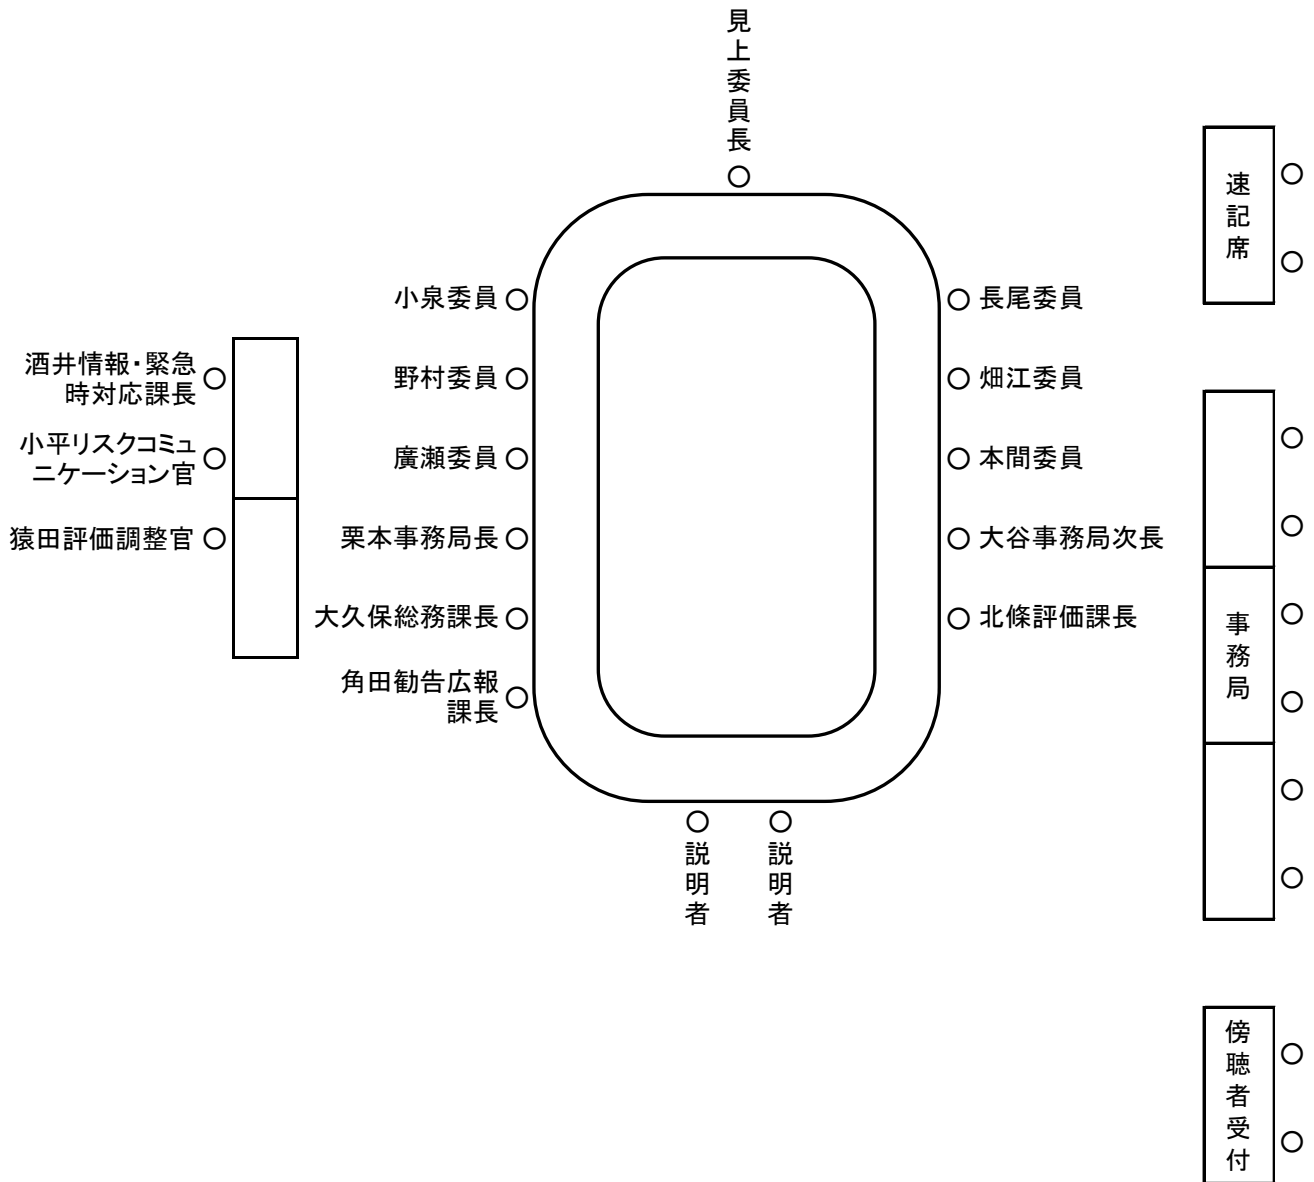 見上委員長
速記席
小泉委員
長尾委員
酒井情報・緊急
時対応課長
野村委員
畑江委員
小平リスクコミュ
ニケーション官
廣瀬委員
本間委員
猿田評価調整官
栗本事務局長
大谷事務局次長
大久保総務課長
北條評価課長
事務局
角田勧告広報
課長
説明者
説明者
傍聴者受付